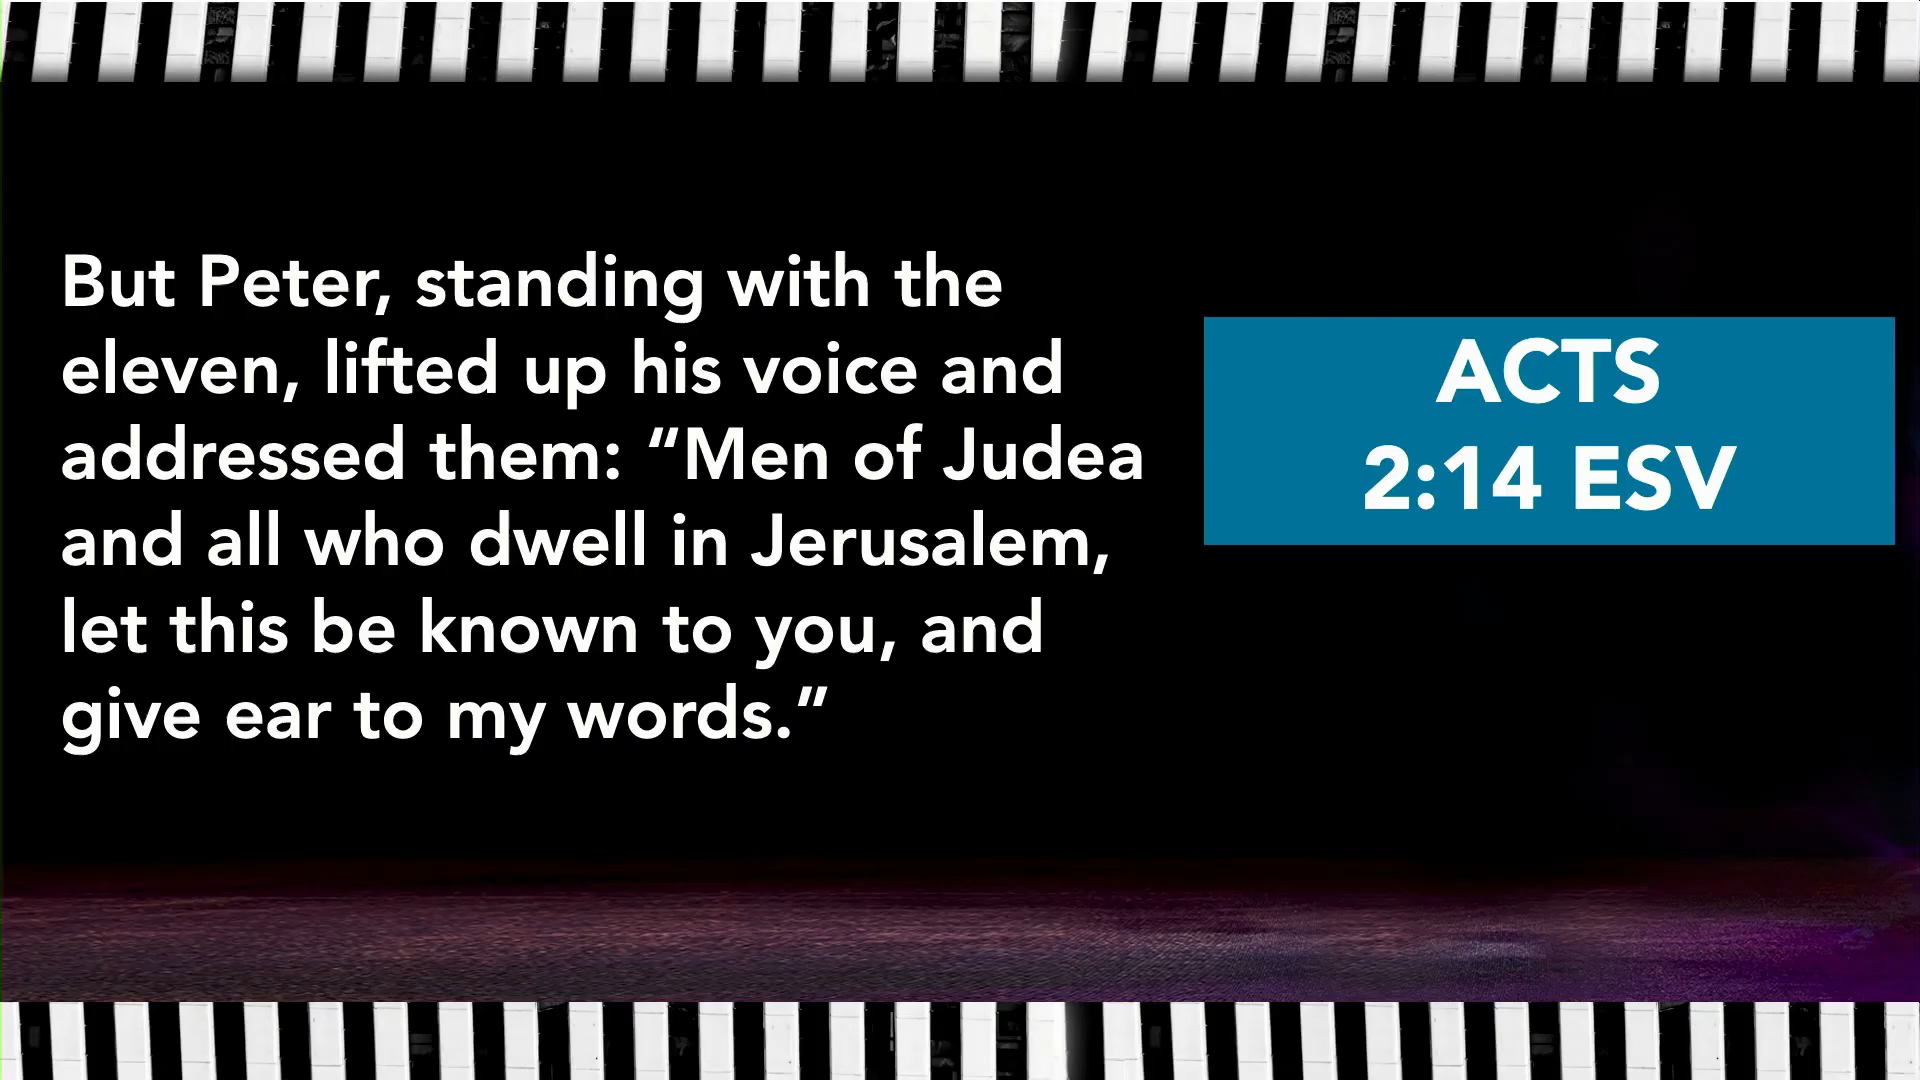 But Peter, standing with the
eleven, lifted up his voice and
addressed them: “Men of Judea
and all who dwell in Jerusalem,
let this be known to you, and
give ear to my words.”
ACTS
2:14 ESV